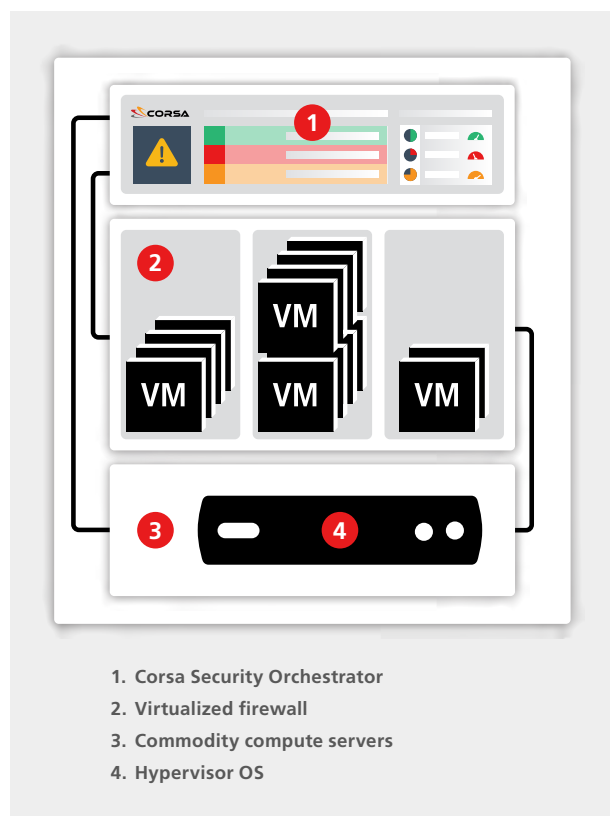 CORSA
1
2
VM
VM
VM
VM
3
4
1. Corsa Security Orchestrator
2. Virtualized firewall
3. Commodity compute servers
4. Hypervisor OS